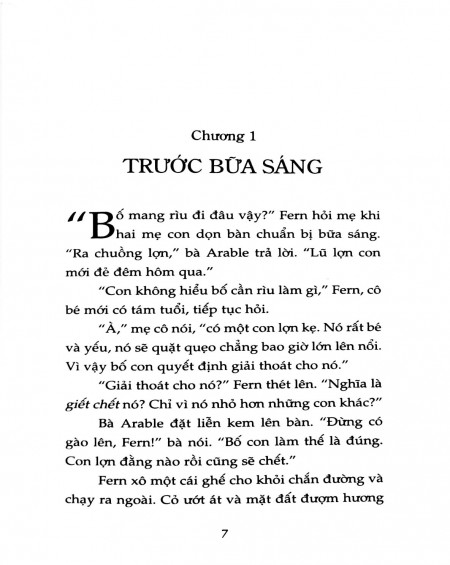 Chương 1
TRƯỚC BỮA SÁNG
“Bố mang rìu đi đâu vậy?” Fern hỏi mẹ khi
hai mẹ con dọn bàn chuẩn bị bữa sáng.
“Ra chuồng lợn,” bà Arable trả lời. “Lũ lợn con
mới đẻ đêm hôm qua.”
“Con không hiểu bố cần rìu làm gì,” Fern, cô
bé mới có tám tuổi, tiếp tục hỏi.
“À,” mẹ cô nói, “có một con lợn kẹ. Nó rất bé
và yếu, nó sẽ quặt quẹo chẳng bao giờ lớn lên nổi.
Vì vậy bố con quyết định giải thoát cho nó.”
“Giải thoát cho nó?” Fern thét lên. “Nghĩa là
giết chết nó? Chỉ vì nó nhỏ hơn những con khác?”
Bà Arable đặt liễn kem lên bàn. “Đừng có
gào lên, Fern!” bà nói. “Bố con làm thế là đúng.
Con lợn đằng nào rồi cũng sẽ chết.”
Fern xô một cái ghế cho khỏi chắn đường và
chạy ra ngoài. Cỏ ướt át và mặt đất đượm hương
7